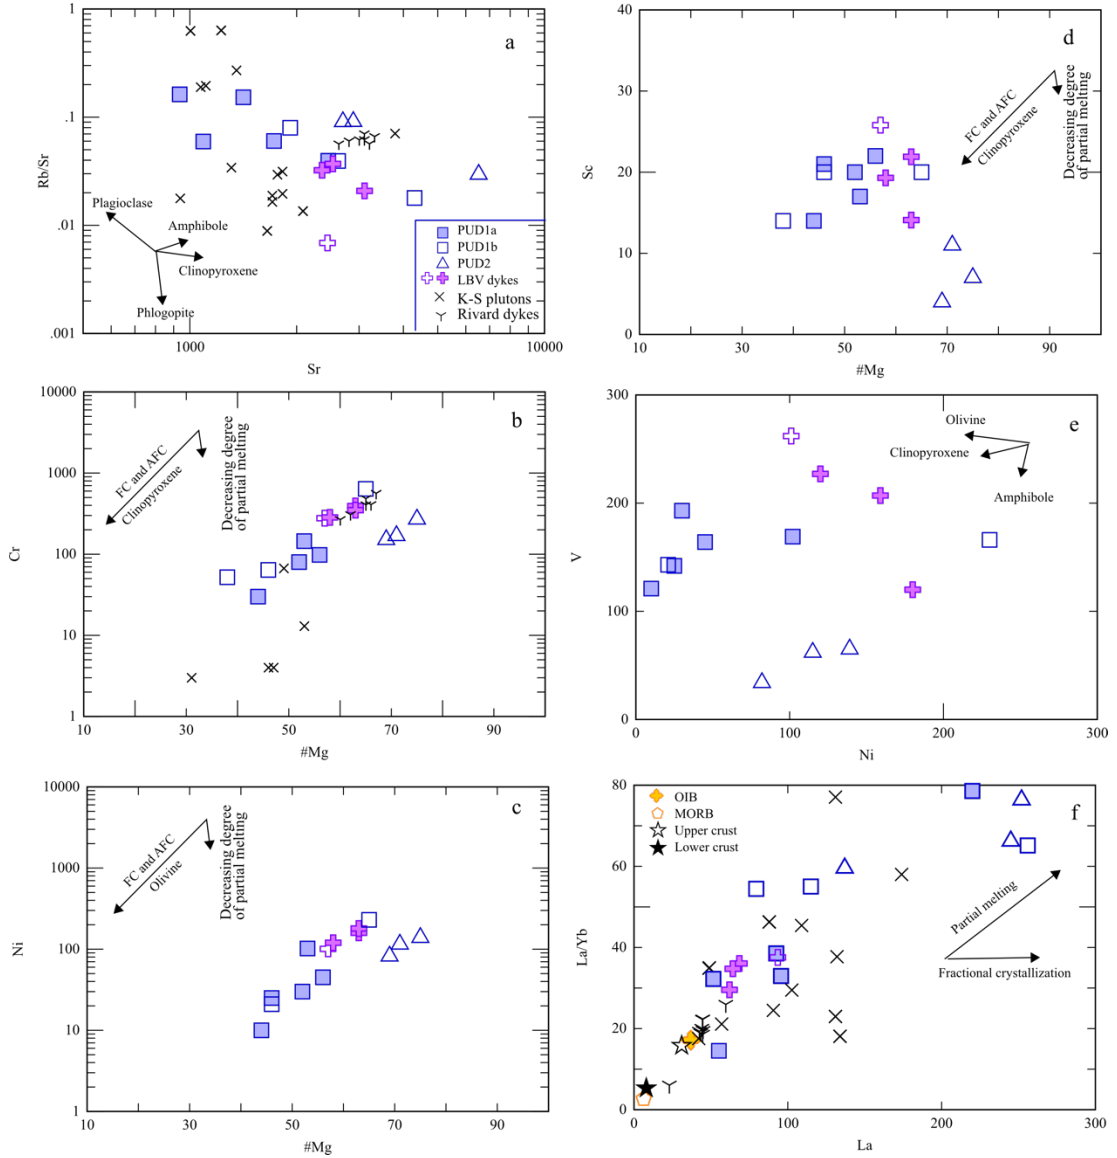 a
1
.1
.01
.001
Rb/Sr
Plagioclase
Amphibole
Clinopyroxene
Phlogopite
PUD1a
PUD1b
PUD2
LBV dykes
K-S plutons
Rivard dykes
1000
10000
Sr
d
40
30
20
10
0
Sc
FC and AFC
Clinopyroxene
Decreasing degree
of partial melting
10
30
50
70
90
#Mg
b
10000
1000
100
10
1
Cr
FC and AFC
Clinopyroxene
Decreasing degree
of partial melting
10
30
50
70
90
#Mg
e
300
200
100
0
V
Olivine
Clinopyroxene
Amphibole
0
100
200
300
Ni
c
10000
1000
100
10
1
Ni
FC and AFC
Olivine
Decreasing degree
of partial melting
10
30
50
70
90
#Mg
f
80
60
40
20
0
La/Yb
OIB
MORB
Upper crust
Lower crust
Partial melting
Fractional crystallization
0
100
200
300
La